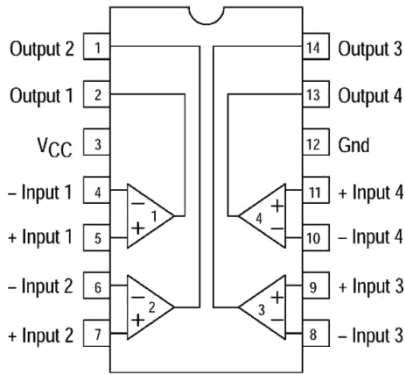 Output 2 1 14 Output 3
Output 1 2 13 Output 4
VCC 3 12 Gnd
– Input 1 4 – 11 + Input 4
1 + 4
+ Input 1 5 + – 10 – Input 4
– Input 2 6 – 9 + Input 3
2 + 3
+ Input 2 7 + – 8 – Input 3